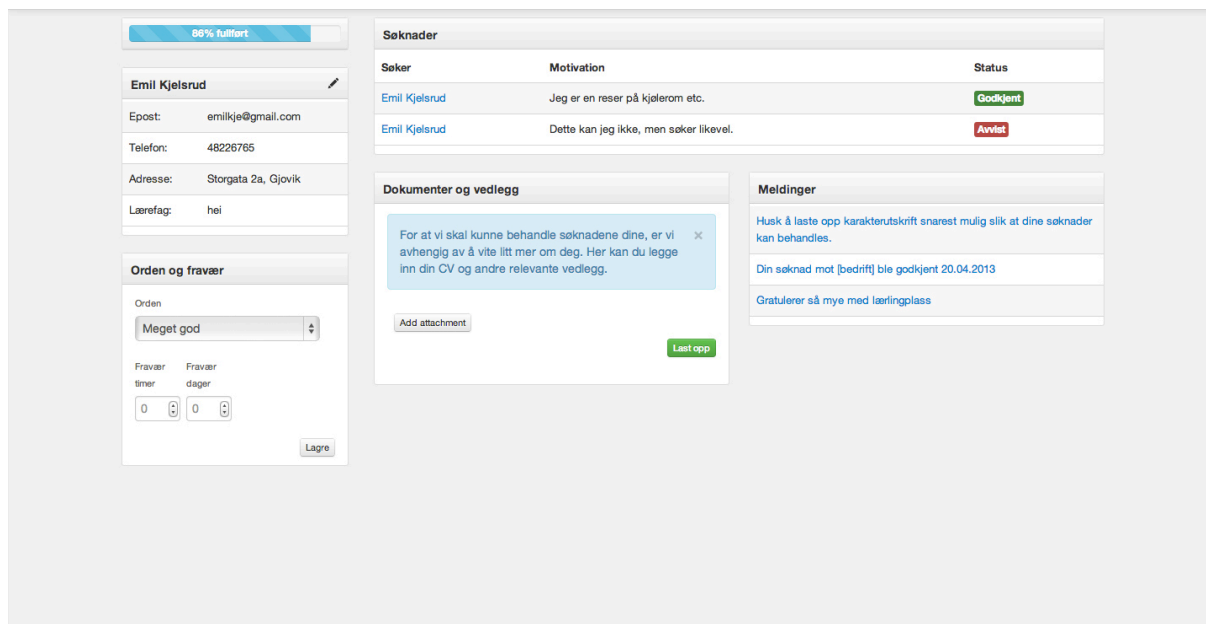 86% fullført
Emil Kjelsrud
Epost: emilkje@gmail.com
Telefon: 48226765
Adresse: Storgata 2a, Gjovik
Lærefag: hei
Orden og fravær
Orden
Meget god
Fravær Fravær
timer dager
0 0
Lagre
Søknader
Søker Motivation Status
Emil Kjelsrud Jeg er en reser på kjølerom etc. Godkjent
Emil Kjelsrud Dette kan jeg ikke, men søker likevel. Avvist
Dokumenter og vedlegg
For at vi skal kunne behandle søknadene dine, er vi ×
avhengig av å vite litt mer om deg. Her kan du legge
inn din CV og andre relevante vedlegg.
Add attachment
Last opp
Meldinger
Husk å laste opp karakterutskrift snarest mulig slik at dine søknader
kan behandles.
Din søknad mot [bedrift] ble godkjent 20.04.2013
Gratulerer så mye med lærlingplass